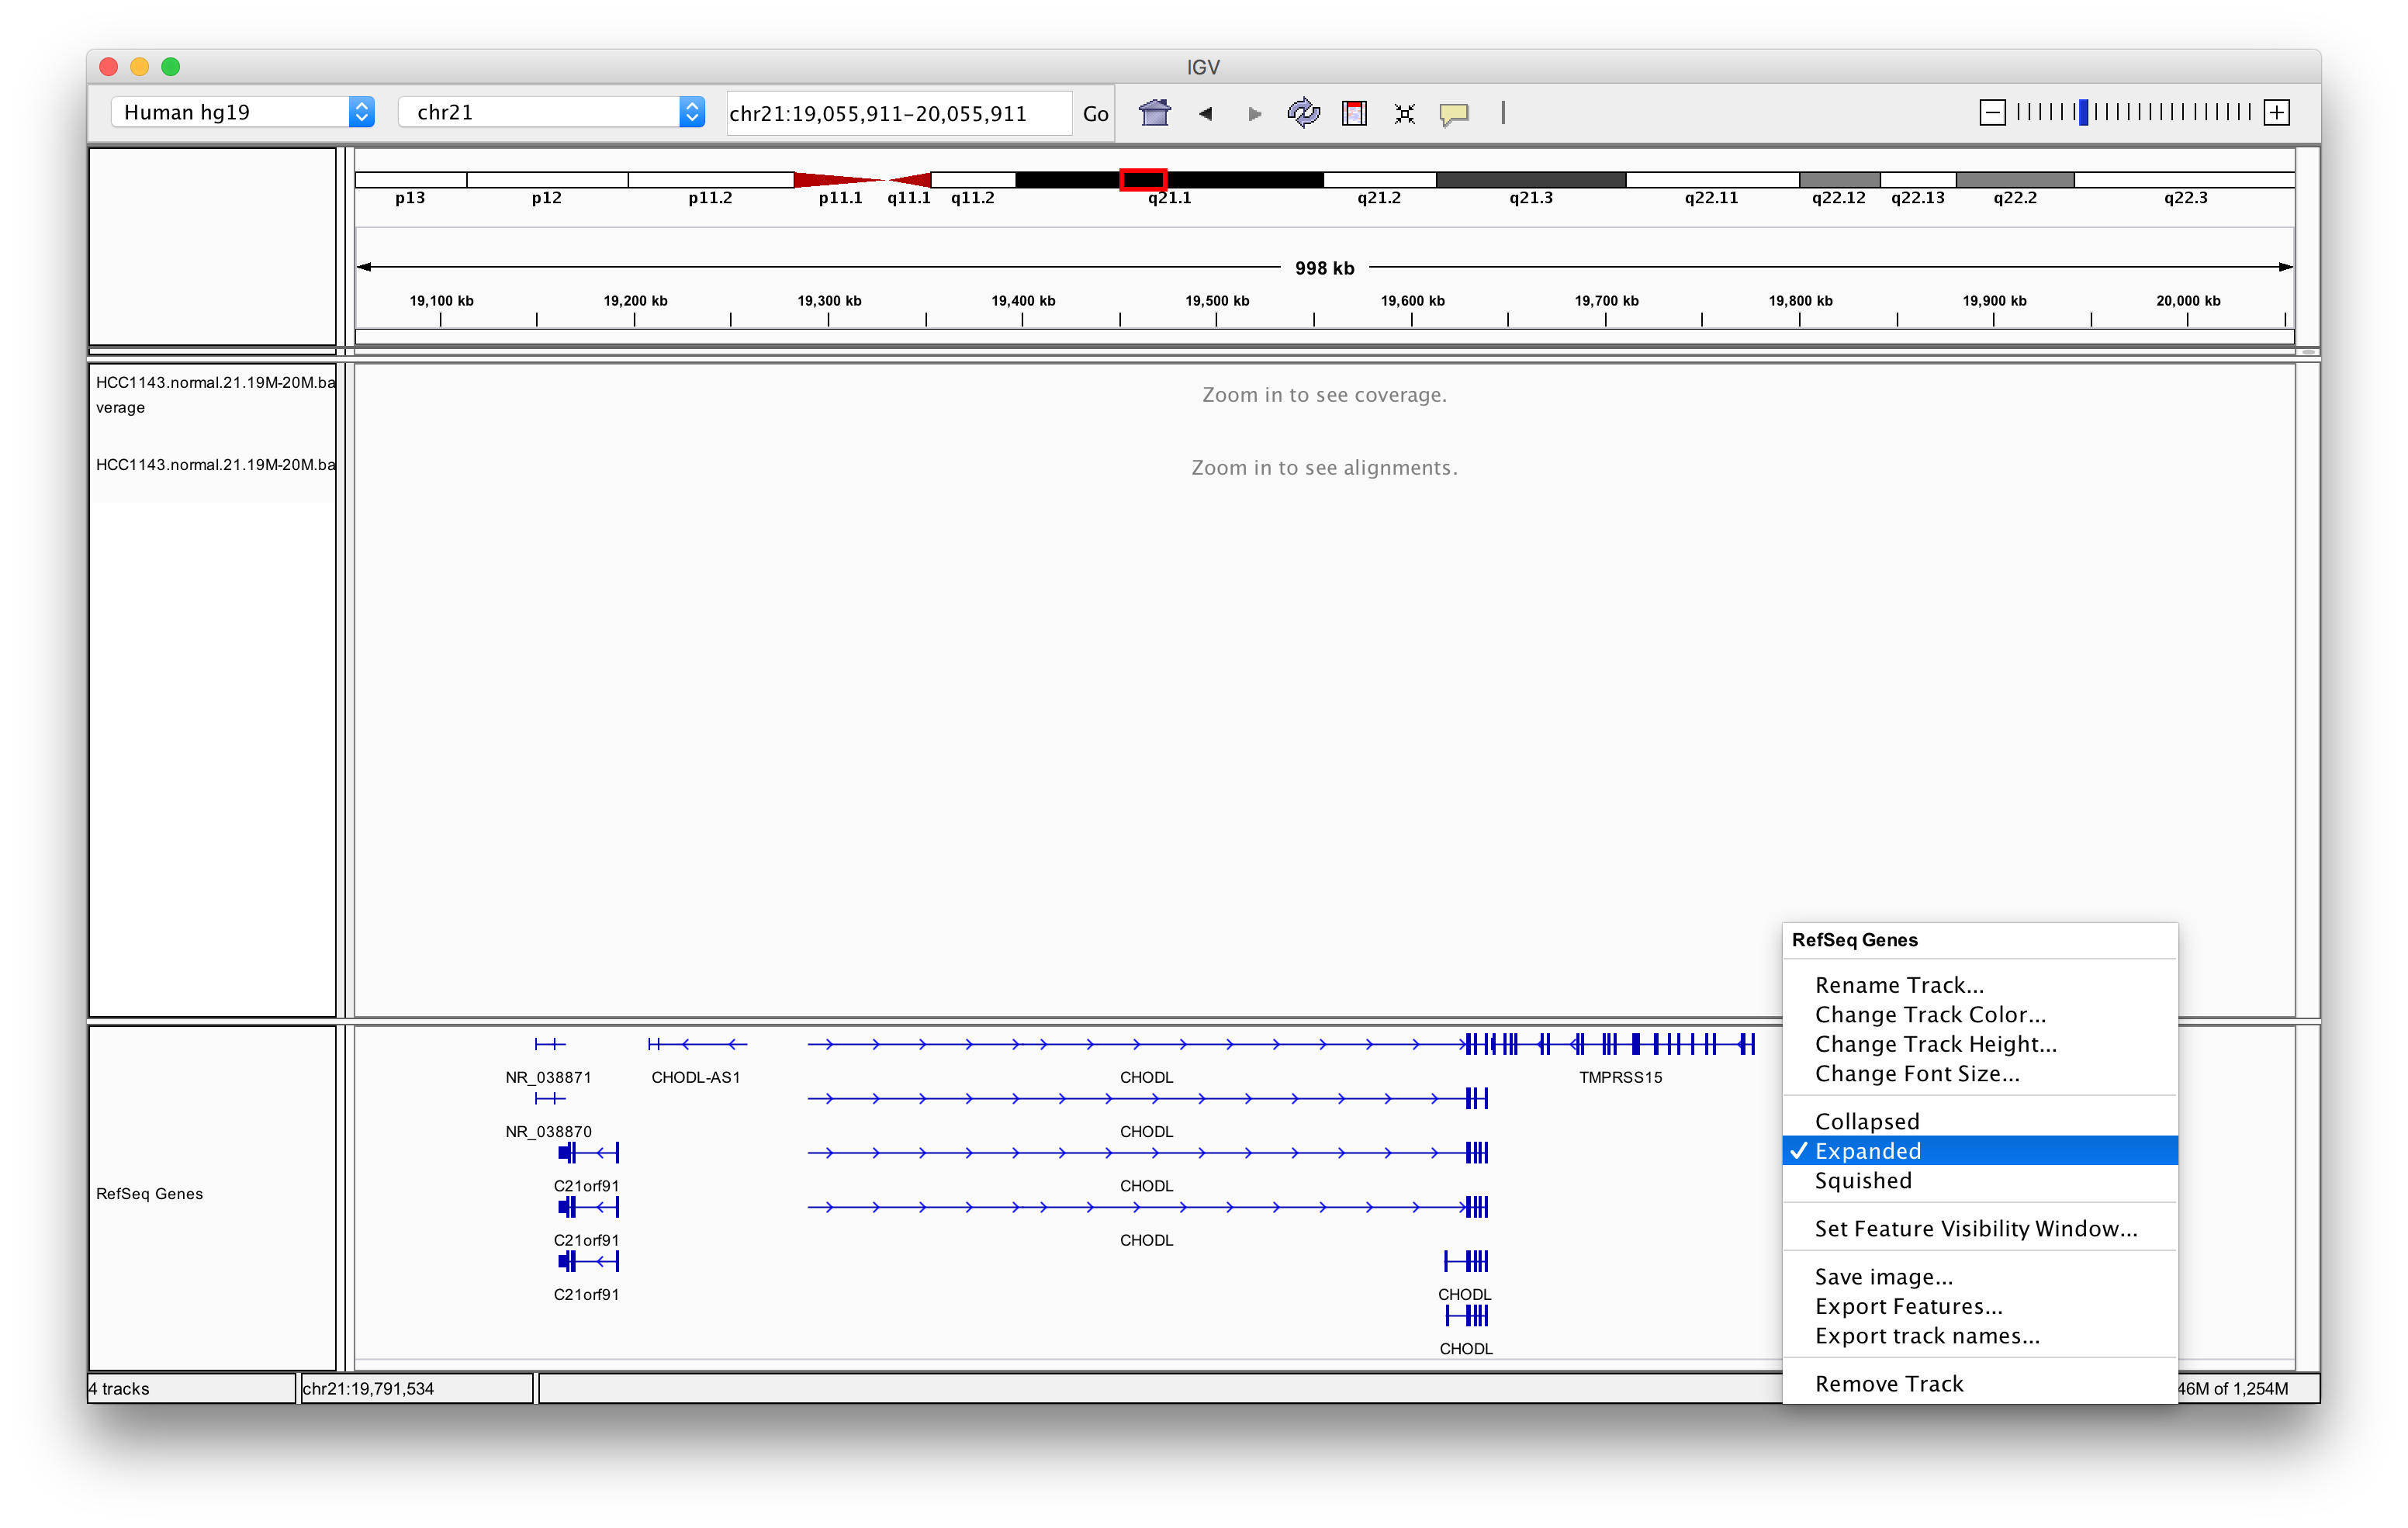 IGV
Human hg19 chr21 chr21:19,055,911-20,055,911 Go
p13 p12 p11.2 p11.1 q11.1 q11.2 q21.1 q21.2 q21.3 q22.11 q22.12 q22.13 q22.2 q22.3
998 kb
19,100 kb 19,200 kb 19,300 kb 19,400 kb 19,500 kb 19,600 kb 19,700 kb 19,800 kb 19,900 kb 20,000 kb
HCC1143.normal.21.19M-20M.ba
verage
Zoom in to see coverage.
HCC1143.normal.21.19M-20M.ba
Zoom in to see alignments.
RefSeq Genes
NR_038871 CHODL-AS1 CHODL TMPRSS15
NR_038870 CHODL
C21orf91 CHODL
C21orf91 CHODL
C21orf91 CHODL
CHODL
RefSeq Genes
Rename Track...
Change Track Color...
Change Track Height...
Change Font Size...
Collapsed
✓ Expanded
Squished
Set Feature Visibility Window...
Save image...
Export Features...
Export track names...
Remove Track
4 tracks chr21:19,791,534 46M of 1,254M